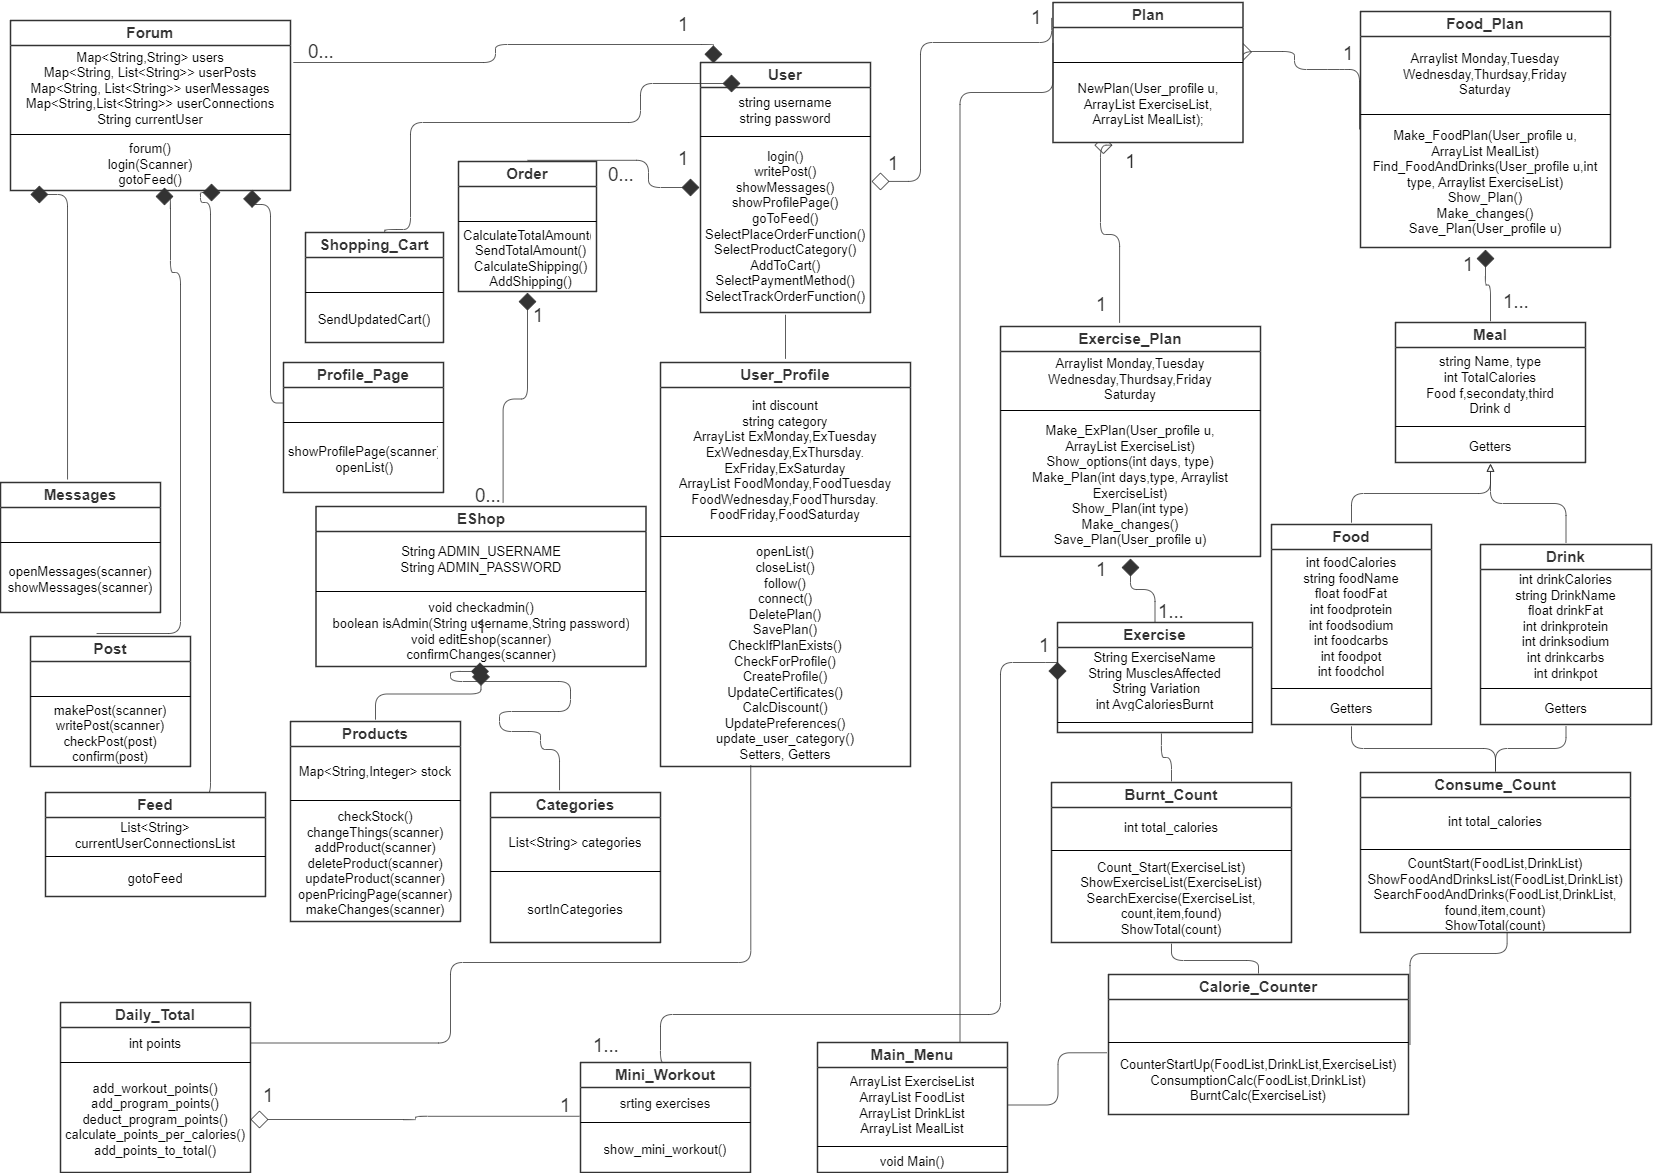 Forum
Map<String,String> users
Map<String, List<String>> userPosts
Map<String, List<String>> userMessages
Map<String,List<String>> userConnections
String currentUser
forum()
login(Scanner)
gotoFeed()
0...
1
User
string username
string password
login()
writePost()
showMessages()
showProfilePage()
goToFeed()
SelectPlaceOrderFunction()
SelectProductCategory()
AddToCart()
SelectPaymentMethod()
SelectTrackOrderFunction()
1
0...
1
1
Plan
NewPlan(User_profile u,
ArrayList ExerciseList,
ArrayList MealList);
1
1
Food_Plan
Arraylist Monday,Tuesday
Wednesday,Thurdsay,Friday
Saturday
Make_FoodPlan(User_profile u,
ArrayList MealList)
Find_FoodAndDrinks(User_profile u,int
type, Arraylist ExerciseList)
Show_Plan()
Make_changes()
Save_Plan(User_profile u)
1
1...
Order
CalculateTotalAmount(
SendTotalAmount()
CalculateShipping()
AddShipping()
1
Shopping_Cart
SendUpdatedCart()
Profile_Page
showProfilePage(scanner)
openList()
User_Profile
int discount
string category
ArrayList ExMonday,ExTuesday
ExWednesday,ExThursday.
ExFriday,ExSaturday
ArrayList FoodMonday,FoodTuesday
FoodWednesday,FoodThursday.
FoodFriday,FoodSaturday
openList()
closeList()
follow()
connect()
DeletePlan()
SavePlan()
CheckIfPlanExists()
CheckForProfile()
CreateProfile()
UpdateCertificates()
CalcDiscount()
UpdatePreferences()
update_user_category()
Setters, Getters
1
Exercise_Plan
Arraylist Monday,Tuesday
Wednesday,Thurdsay,Friday
Saturday
Make_ExPlan(User_profile u,
ArrayList ExerciseList)
Show_options(int days, type)
Make_Plan(int days,type, Arraylist
ExerciseList)
Show_Plan(int type)
Make_changes()
Save_Plan(User_profile u)
1
1...
Meal
string Name, type
int TotalCalories
Food f,secondaty,third
Drink d
Getters
Messages
openMessages(scanner)
showMessages(scanner)
0...
EShop
String ADMIN_USERNAME
String ADMIN_PASSWORD
void checkadmin()
boolean isAdmin(String username,String password)
1
void editEshop(scanner)
confirmChanges(scanner)
Food
int foodCalories
string foodName
float foodFat
int foodprotein
int foodsodium
int foodcarbs
int foodpot
int foodchol
Getters
Drink
int drinkCalories
string DrinkName
float drinkFat
int drinkprotein
int drinksodium
int drinkcarbs
int drinkpot
Getters
Post
makePost(scanner)
writePost(scanner)
checkPost(post)
confirm(post)
1
Exercise
String ExerciseName
String MusclesAffected
String Variation
int AvgCaloriesBurnt
Products
Map<String,Integer> stock
checkStock()
changeThings(scanner)
addProduct(scanner)
deleteProduct(scanner)
updateProduct(scanner)
openPricingPage(scanner)
makeChanges(scanner)
Categories
List<String> categories
sortInCategories
Feed
List<String>
currentUserConnectionsList
gotoFeed
Burnt_Count
int total_calories
Count_Start(ExerciseList)
ShowExerciseList(ExerciseList)
SearchExercise(ExerciseList,
count,item,found)
ShowTotal(count)
Consume_Count
int total_calories
CountStart(FoodList,DrinkList)
ShowFoodAndDrinksList(FoodList,DrinkList)
SearchFoodAndDrinks(FoodList,DrinkList,
found,item,count)
ShowTotal(count)
Calorie_Counter
CounterStartUp(FoodList,DrinkList,ExerciseList)
ConsumptionCalc(FoodList,DrinkList)
BurntCalc(ExerciseList)
Daily_Total
int points
add_workout_points()
add_program_points()
deduct_program_points()
calculate_points_per_calories()
add_points_to_total()
1
1
1...
Mini_Workout
srting exercises
show_mini_workout()
Main_Menu
ArrayList ExerciseList
ArrayList FoodList
ArrayList DrinkList
ArrayList MealList
void Main()